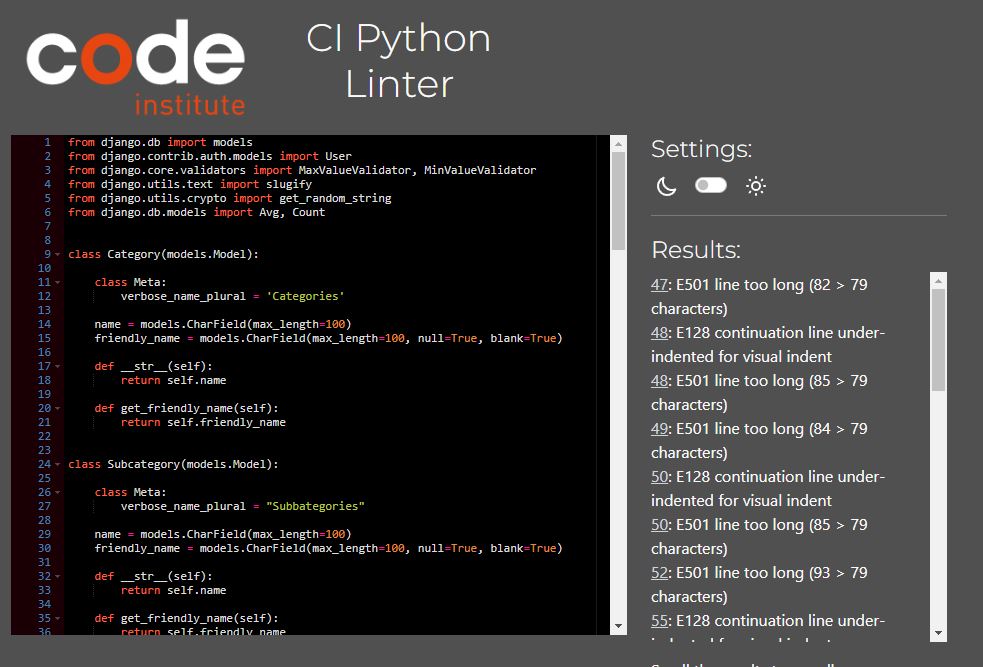 code
institute
CI Python
Linter
1 from django.db import models
2 from django.contrib.auth.models import User
3 from django.core.validators import MaxValueValidator, MinValueValidator
4 from django.utils.text import slugify
5 from django.utils.crypto import get_random_string
6 from django.db.models import Avg, Count
7
8
9 class Category(models.Model):
10
11 class Meta:
12 verbose_name_plural = 'Categories'
13
14 name = models.CharField(max_length=100)
15 friendly_name = models.CharField(max_length=100, null=True, blank=True)
16
17 def __str__(self):
18 return self.name
19
20 def get_friendly_name(self):
21 return self.friendly_name
22
23
24 class Subcategory(models.Model):
25
26 class Meta:
27 verbose_name_plural = "Subbategories"
28
29 name = models.CharField(max_length=100)
30 friendly_name = models.CharField(max_length=100, null=True, blank=True)
31
32 def __str__(self):
33 return self.name
34
35 def get_friendly_name(self):
36 return self.friendly_name
Settings:
Results:
47: E501 line too long (82 > 79
characters)
48: E128 continuation line under-
indented for visual indent
48: E501 line too long (85 > 79
characters)
49: E501 line too long (84 > 79
characters)
50: E128 continuation line under-
indented for visual indent
50: E501 line too long (85 > 79
characters)
52: E501 line too long (93 > 79
characters)
55: E128 continuation line under-
indented for visual indent